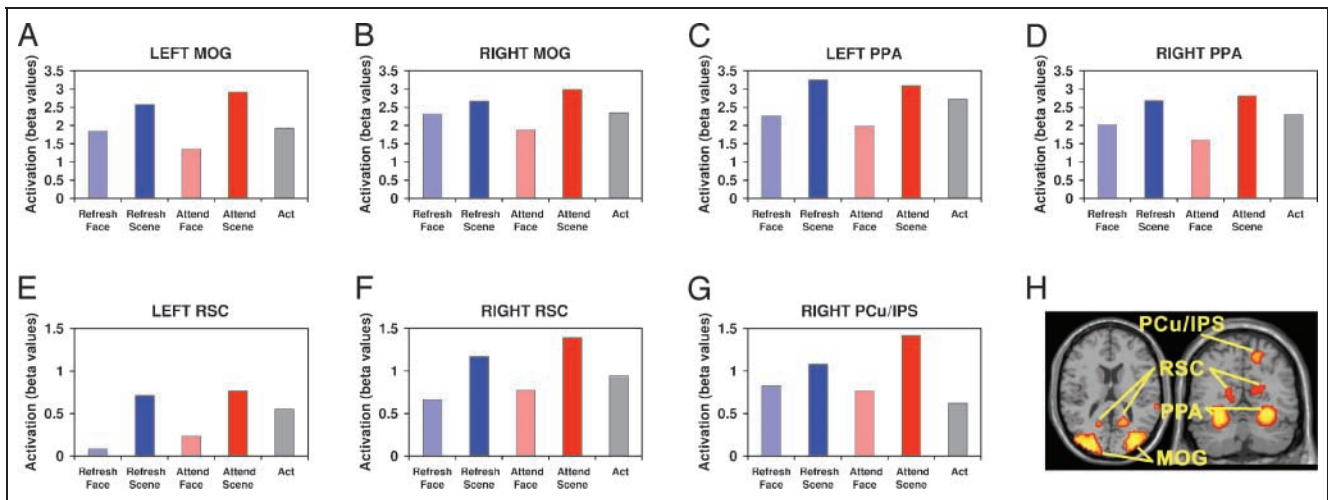 A
LEFT MOG
Activation (beta values)
3.5
3
2.5
2
1.5
1
0.5
0
Refresh Face
Refresh Scene
Attend Face
Attend Scene
Act
B
RIGHT MOG
Activation (beta values)
3.5
3
2.5
2
1.5
1
0.5
0
Refresh Face
Refresh Scene
Attend Face
Attend Scene
Act
C
LEFT PPA
Activation (beta values)
3.5
3
2.5
2
1.5
1
0.5
0
Refresh Face
Refresh Scene
Attend Face
Attend Scene
Act
D
RIGHT PPA
Activation (beta values)
3.5
3
2.5
2
1.5
1
0.5
0
Refresh Face
Refresh Scene
Attend Face
Attend Scene
Act
E
LEFT RSC
Activation (beta values)
1.5
1
0.5
0
Refresh Face
Refresh Scene
Attend Face
Attend Scene
Act
F
RIGHT RSC
Activation (beta values)
1.5
1
0.5
0
Refresh Face
Refresh Scene
Attend Face
Attend Scene
Act
G
RIGHT PCu/IPS
Activation (beta values)
1.5
1
0.5
0
Refresh Face
Refresh Scene
Attend Face
Attend Scene
Act
H
PCu/IPS
RSC
PPA
MOG